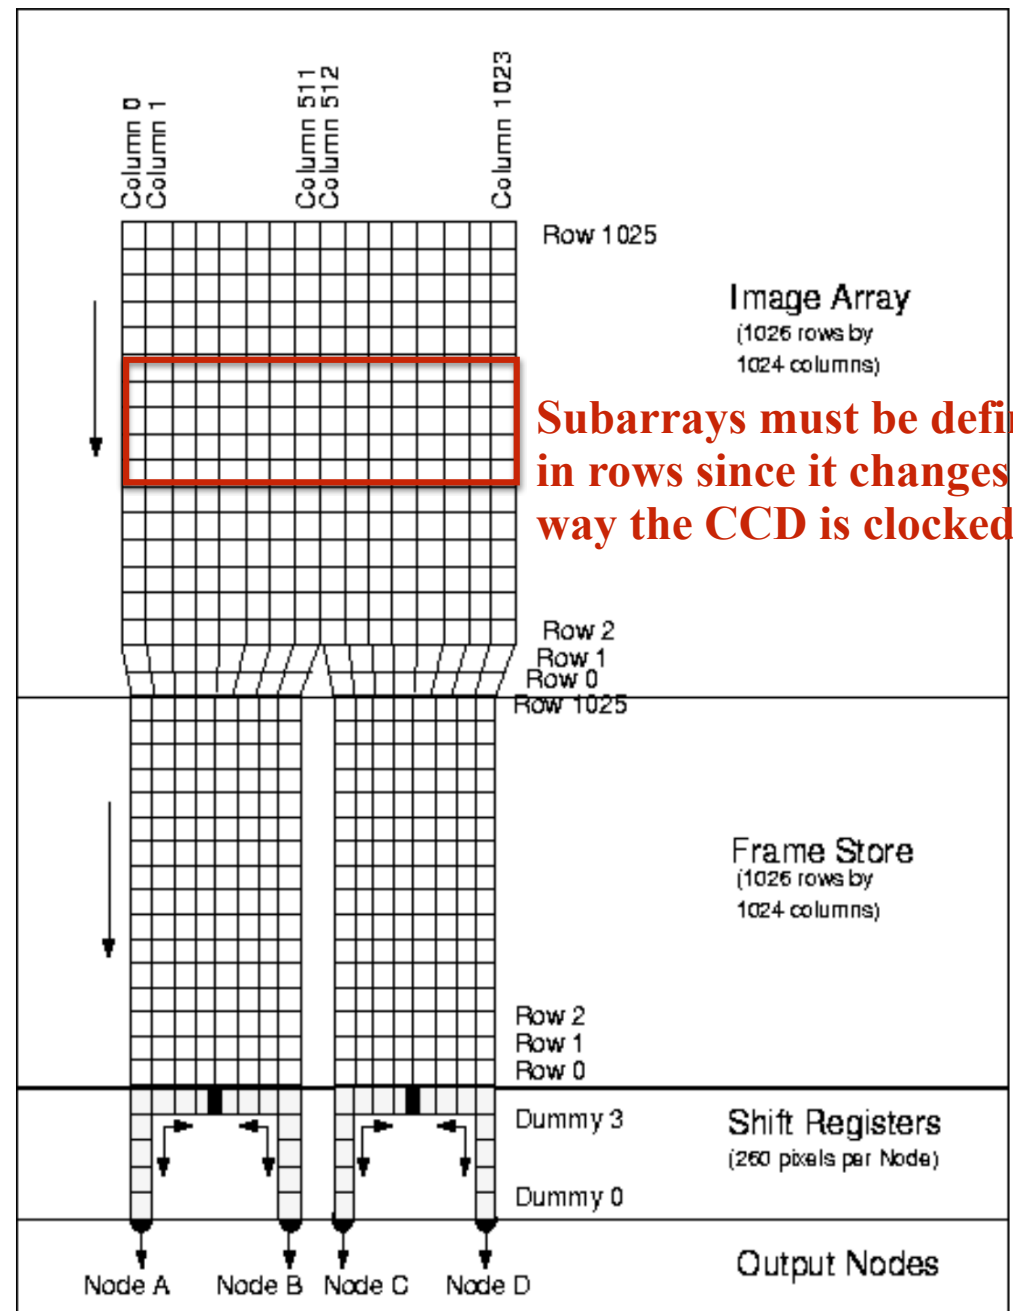 Column 0
Column 1
Column 511
Column 512
Column 1023
Row 1025
Image Array
(1026 rows by
1024 columns)
Subarrays must be defi
in rows since it changes
way the CCD is clocked
Row 2
Row 1
Row 0
Row 1025
Frame Store
(1026 rows by
1024 columns)
Row 2
Row 1
Row 0
Dummy 3
Shift Registers
(260 pixels per Node)
Dummy 0
Output Nodes
Node A
Node B
Node C
Node D